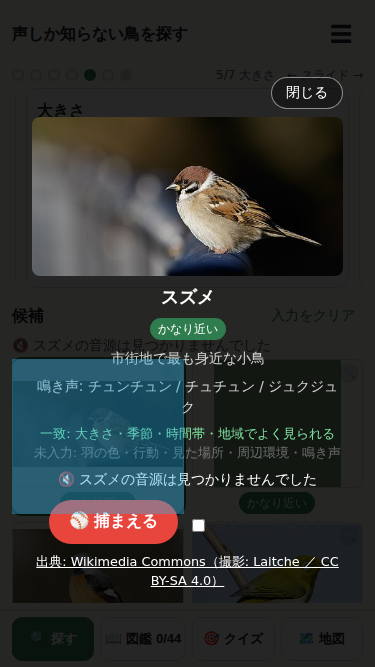 声しか知らない鳥を探す
5/7 大きさ ← スライド →
閉じる
大きさ
スズメ
かなり近い
候補
入力をクリア
🔇 スズメの音源は見つかりませんでした
市街地で最も身近な小鳥
鳴き声: チュンチュン / チュチュン / ジュクジュ
ク
一致: 大きさ・季節・時間帯・地域でよく見られる
未入力: 羽の色・行動・見た場所・周辺環境・鳴き声
🔇 スズメの音源は見つかりませんでした
かなり近い
捕まえる
出典: Wikimedia Commons（撮影: Laitche ／ CC
BY-SA 4.0）
探す
図鑑 0/44
クイズ
地図